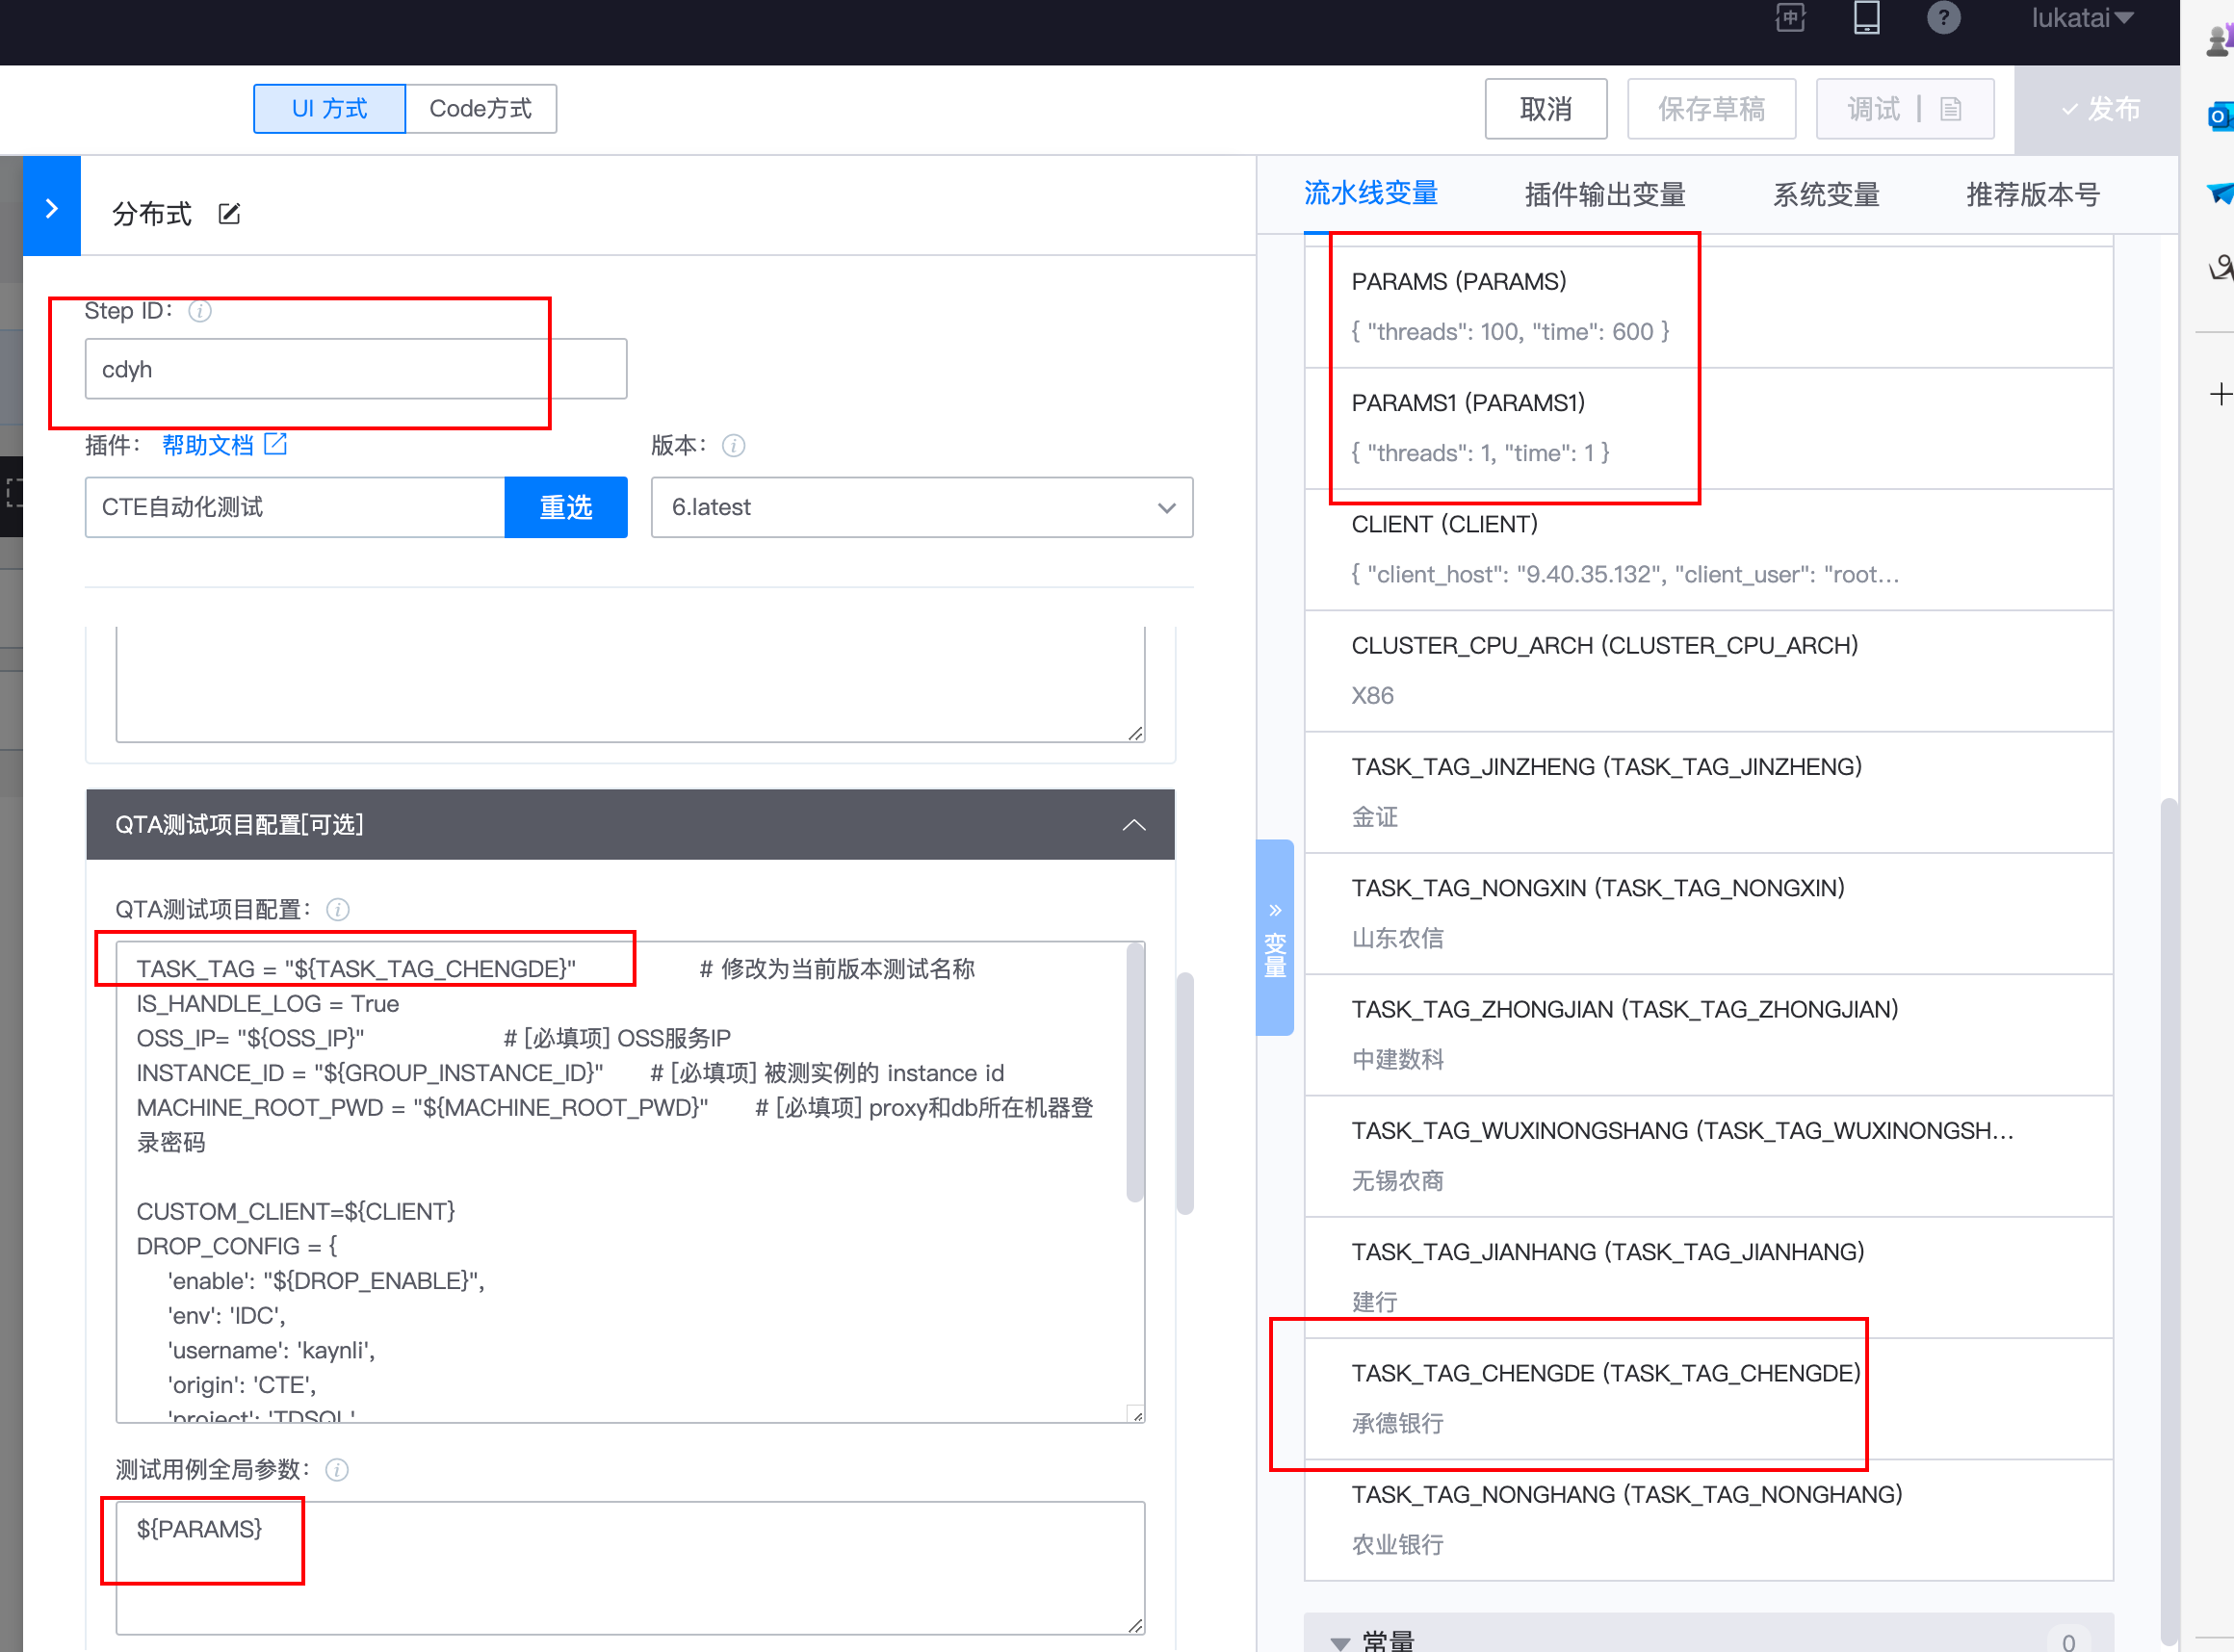 中
?
lukatai
UI 方式
Code方式
取消
保存草稿
调试
发布
分布式
Step ID：
cdyh
插件：
帮助文档
版本：
CTE自动化测试
重选
6.latest
QTA测试项目配置[可选]
QTA测试项目配置：
TASK_TAG = "${TASK_TAG_CHENGDE}" # 修改为当前版本测试名称
IS_HANDLE_LOG = True
OSS_IP= "${OSS_IP}" # [必填项] OSS服务IP
INSTANCE_ID = "${GROUP_INSTANCE_ID}" # [必填项] 被测实例的 instance id
MACHINE_ROOT_PWD = "${MACHINE_ROOT_PWD}" # [必填项] proxy和db所在机器登
录密码
CUSTOM_CLIENT=${CLIENT}
DROP_CONFIG = {
'enable': "${DROP_ENABLE}",
'env': 'IDC',
'username': 'kaynli',
'origin': 'CTE',
'project': 'TDSQL'
测试用例全局参数：
${PARAMS}
变量
流水线变量
插件输出变量
系统变量
推荐版本号
PARAMS (PARAMS)
{ "threads": 100, "time": 600 }
PARAMS1 (PARAMS1)
{ "threads": 1, "time": 1 }
CLIENT (CLIENT)
{ "client_host": "9.40.35.132", "client_user": "root...
CLUSTER_CPU_ARCH (CLUSTER_CPU_ARCH)
X86
TASK_TAG_JINZHENG (TASK_TAG_JINZHENG)
金证
TASK_TAG_NONGXIN (TASK_TAG_NONGXIN)
山东农信
TASK_TAG_ZHONGJIAN (TASK_TAG_ZHONGJIAN)
中建数科
TASK_TAG_WUXINONGSHANG (TASK_TAG_WUXINONGSH...
无锡农商
TASK_TAG_JIANHANG (TASK_TAG_JIANHANG)
建行
TASK_TAG_CHENGDE (TASK_TAG_CHENGDE)
承德银行
TASK_TAG_NONGHANG (TASK_TAG_NONGHANG)
农业银行
常量
0